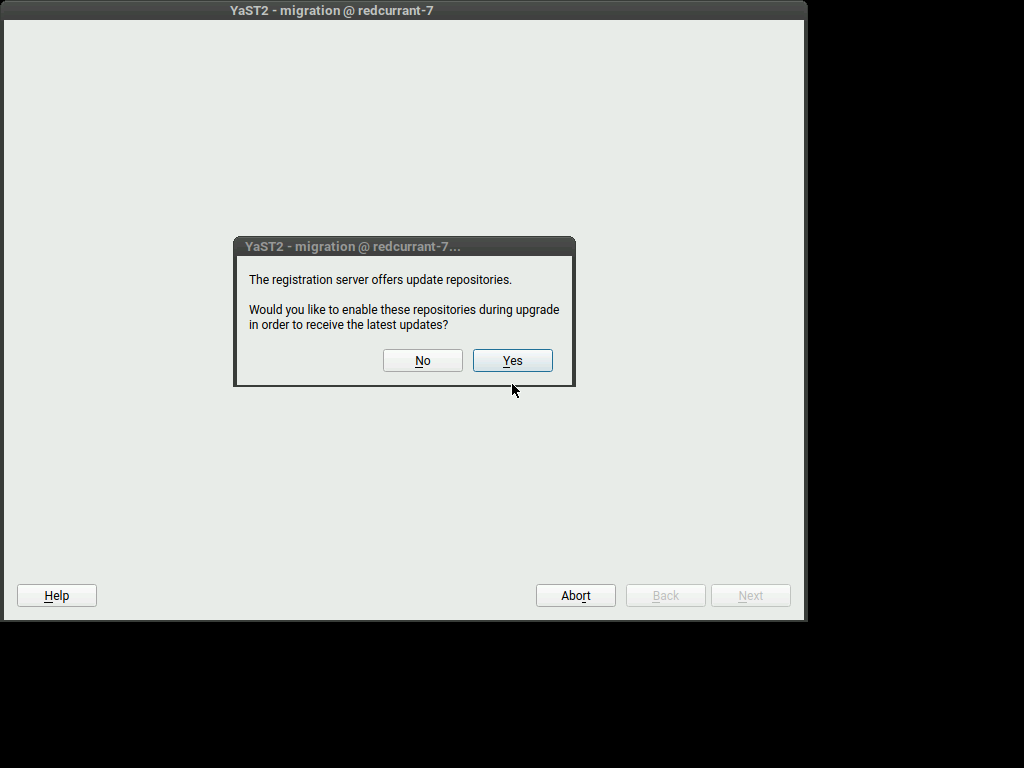 YaST2 - migration @ redcurrant-7
YaST2 - migration @ redcurrant-7...
The registration server offers update repositories.
Would you like to enable these repositories during upgrade
in order to receive the latest updates?
No Yes
Help Abort Back Next